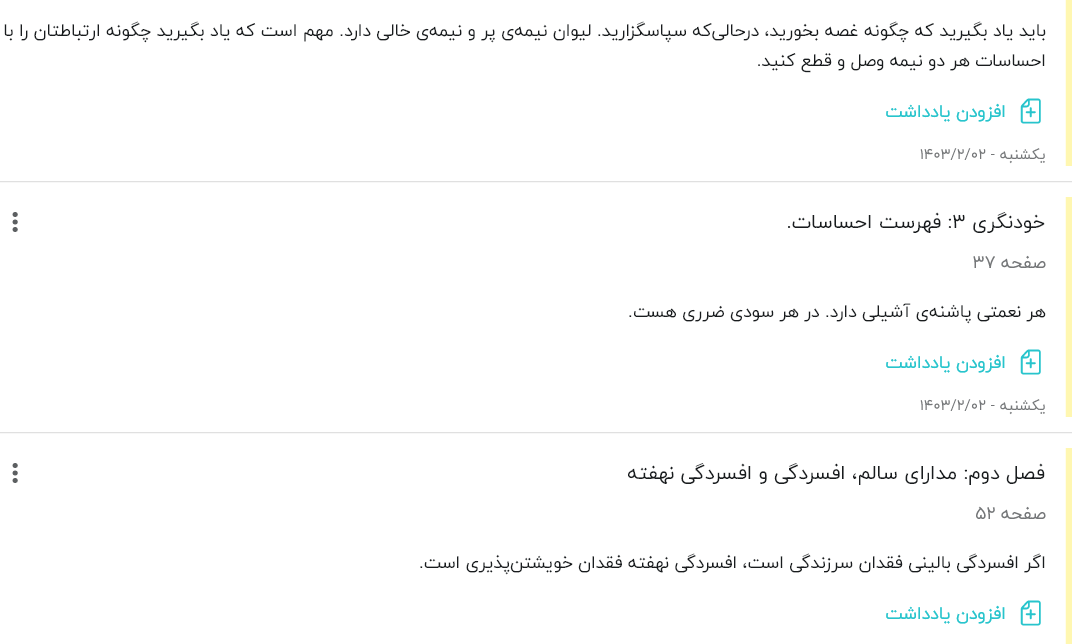 باید یاد بگیرید که چگونه غصه بخورید، درحالی‌که سپاسگزارید. لیوان نیمه‌ی پر و نیمه‌ی خالی دارد. مهم است که یاد بگیرید چگونه ارتباطتان را با
احساسات هر دو نیمه وصل و قطع کنید.
افزودن یادداشت
یکشنبه - ۱۴۰۳/۲/۰۲
خودنگری ۳: فهرست احساسات.
صفحه ۳۷
هر نعمتی پاشنه‌ی آشیلی دارد. در هر سودی ضرری هست.
افزودن یادداشت
یکشنبه - ۱۴۰۳/۲/۰۲
فصل دوم: مدارای سالم، افسردگی و افسردگی نهفته
صفحه ۵۲
اگر افسردگی بالینی فقدان سرزندگی است، افسردگی نهفته فقدان خویشتن‌پذیری است.
افزودن یادداشت